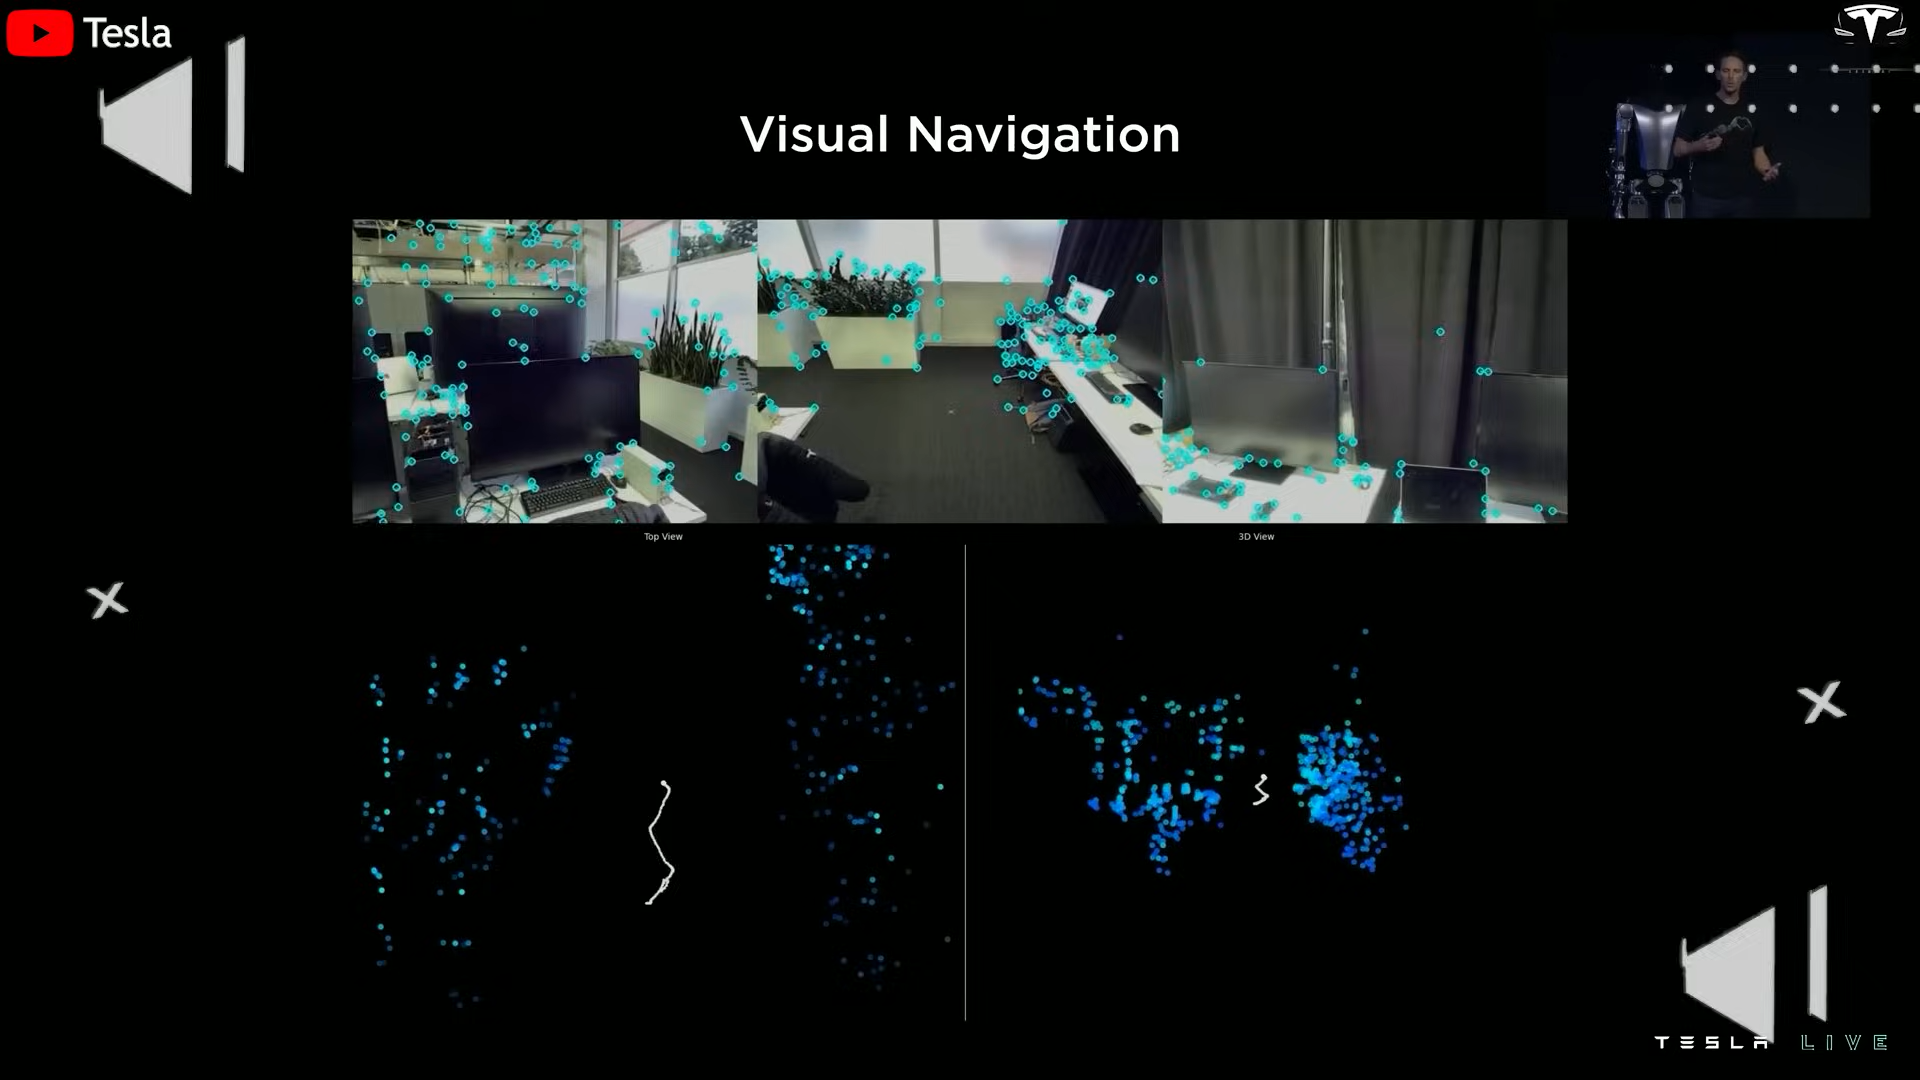 Tesla
Visual Navigation
Top View
3D View
TESLA LIVE